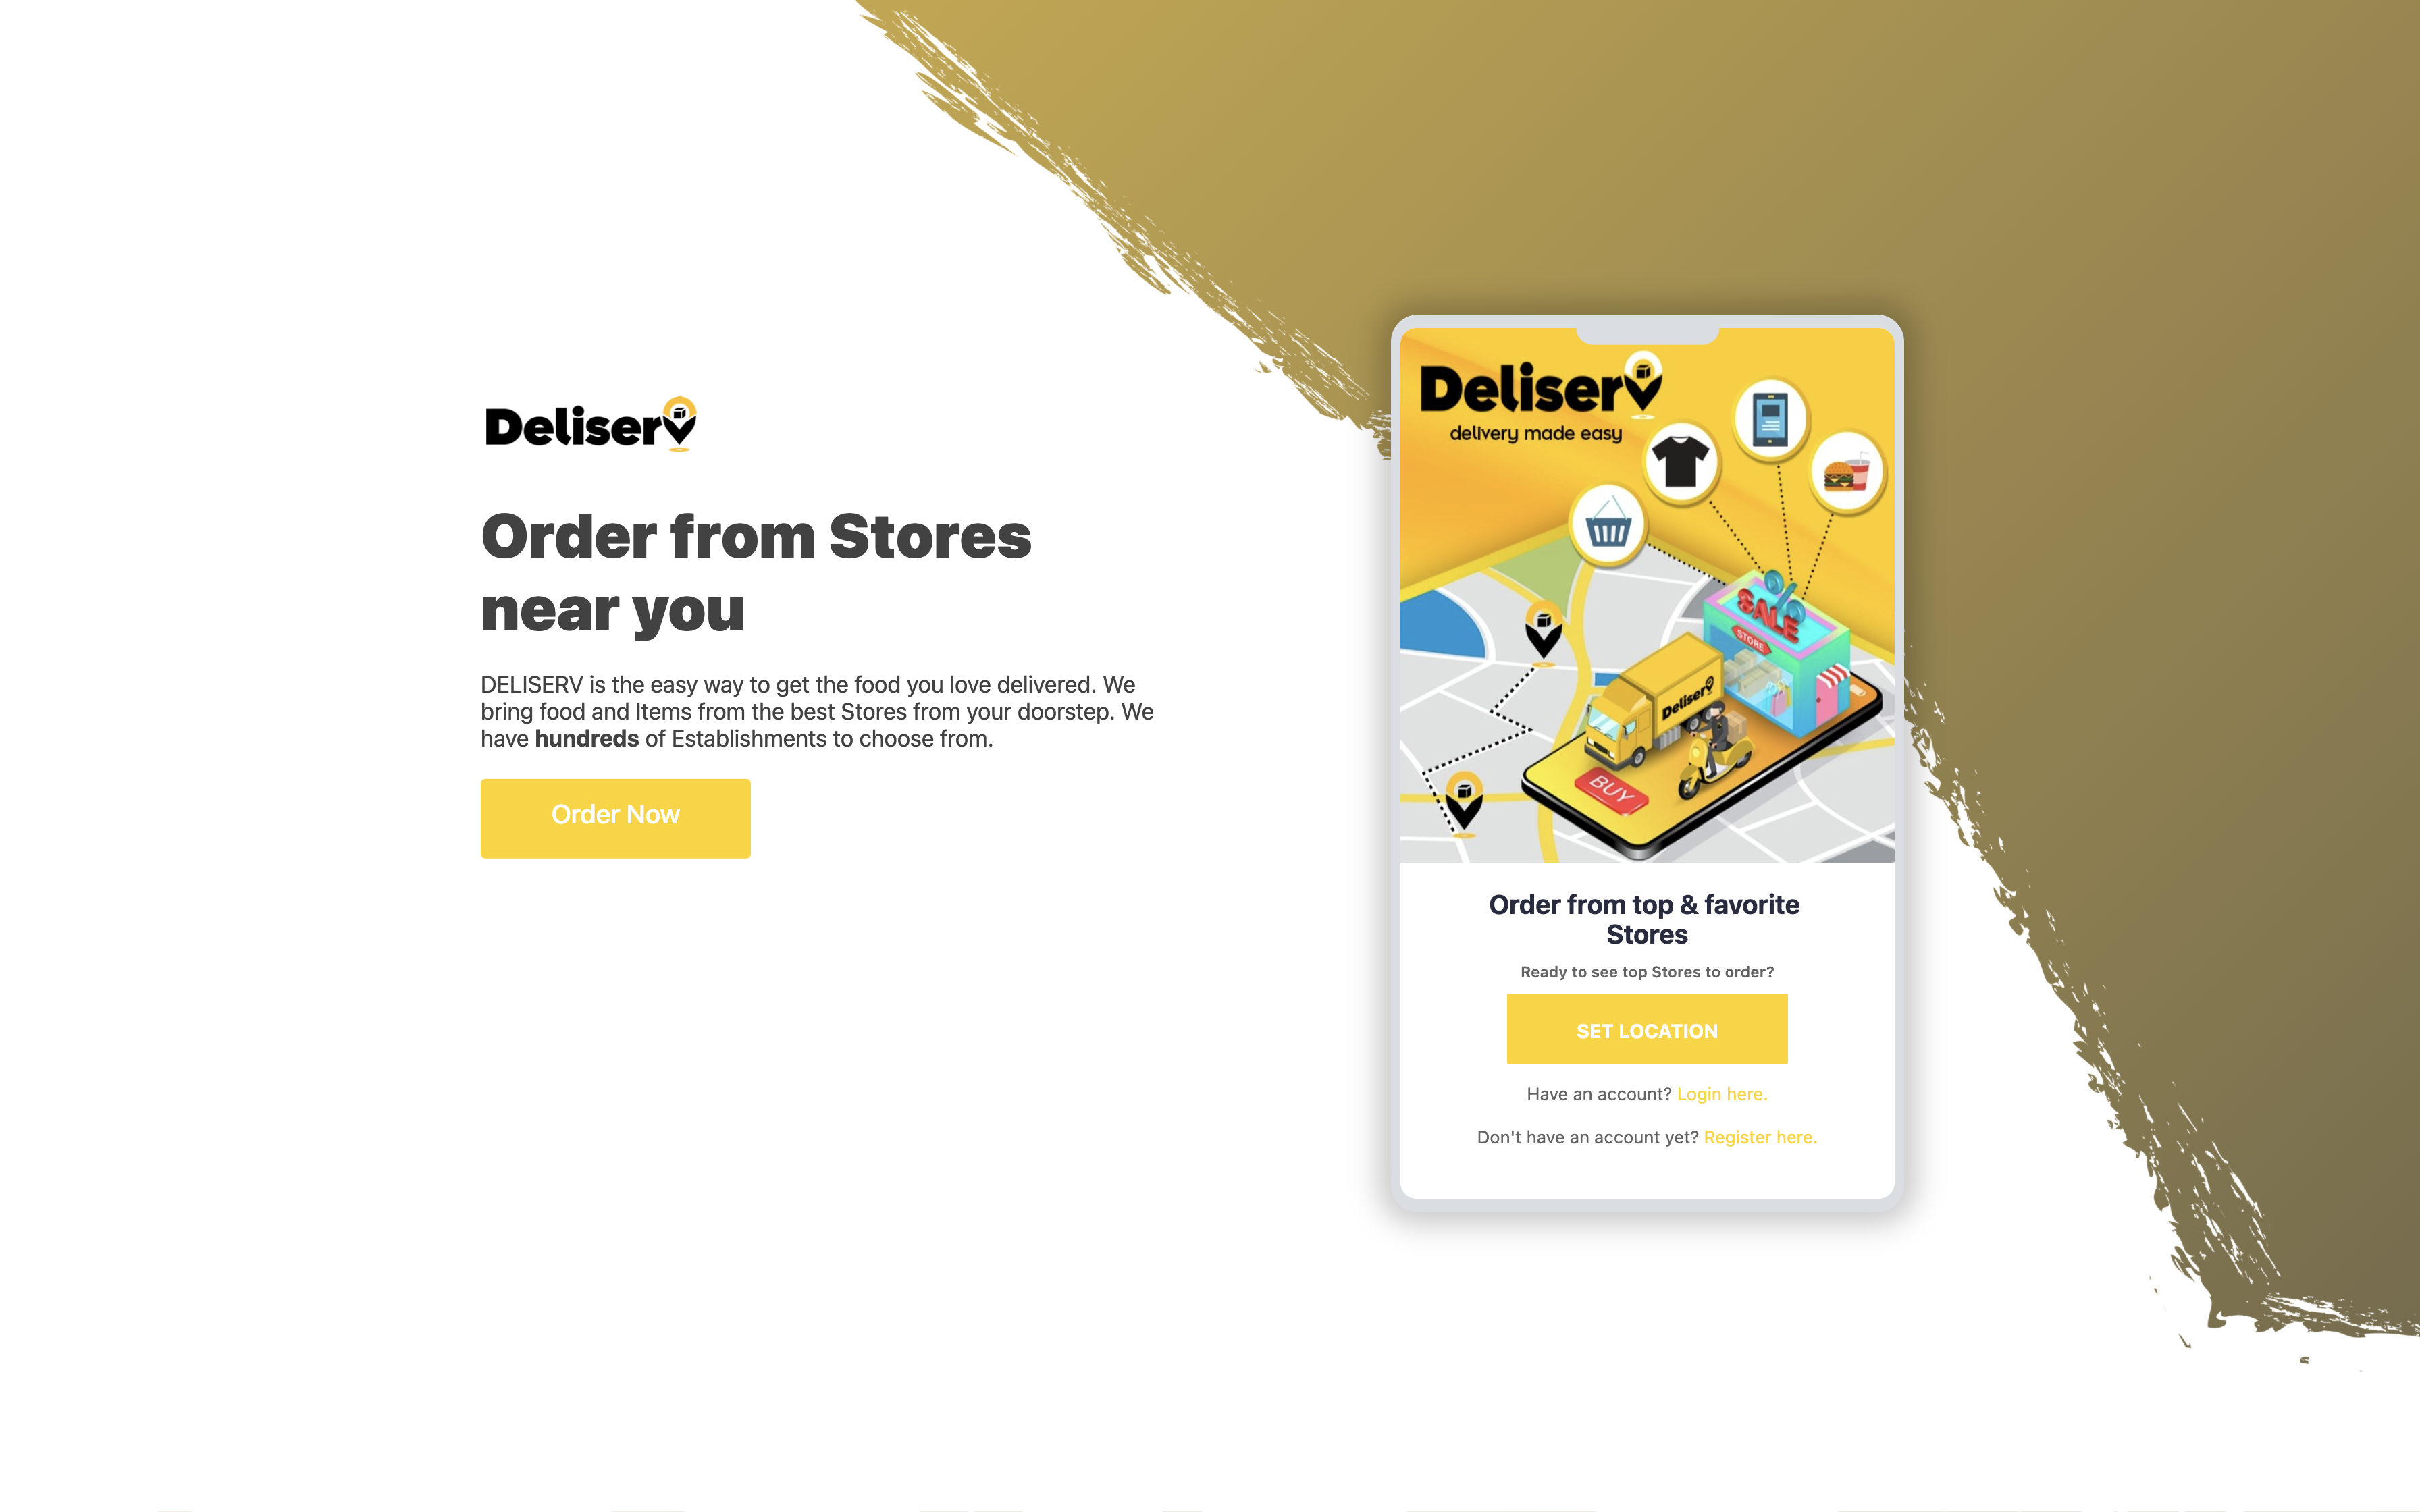 Deliserv
Order from Stores
near you
DELISERV is the easy way to get the food you love delivered. We
bring food and Items from the best Stores from your doorstep. We
have hundreds of Establishments to choose from.
Order Now
Deliserv
delivery made easy
%
SALE
STORE
Deliserv
BUY
Order from top & favorite
Stores
Ready to see top Stores to order?
SET LOCATION
Have an account? Login here.
Don't have an account yet? Register here.